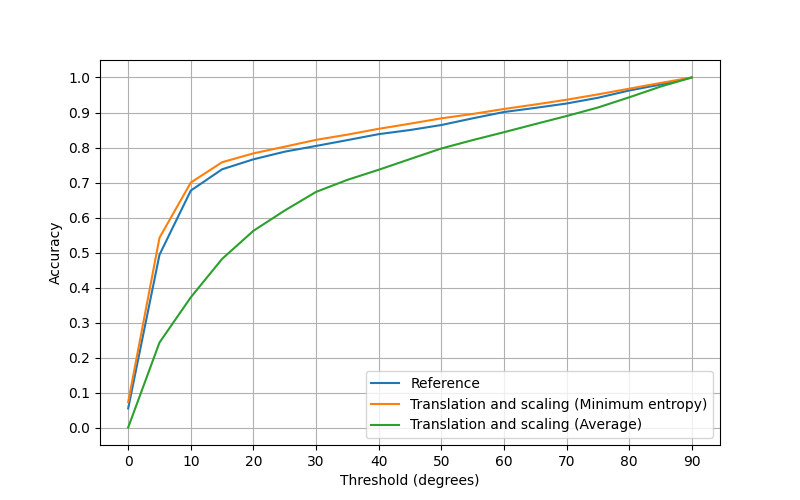 1.0
0.9
0.8
0.7
0.6
0.5
0.4
0.3
0.2
0.1
0.0
Accuracy
Reference
Translation and scaling (Minimum entropy)
Translation and scaling (Average)
0 10 20 30 40 50 60 70 80 90
Threshold (degrees)